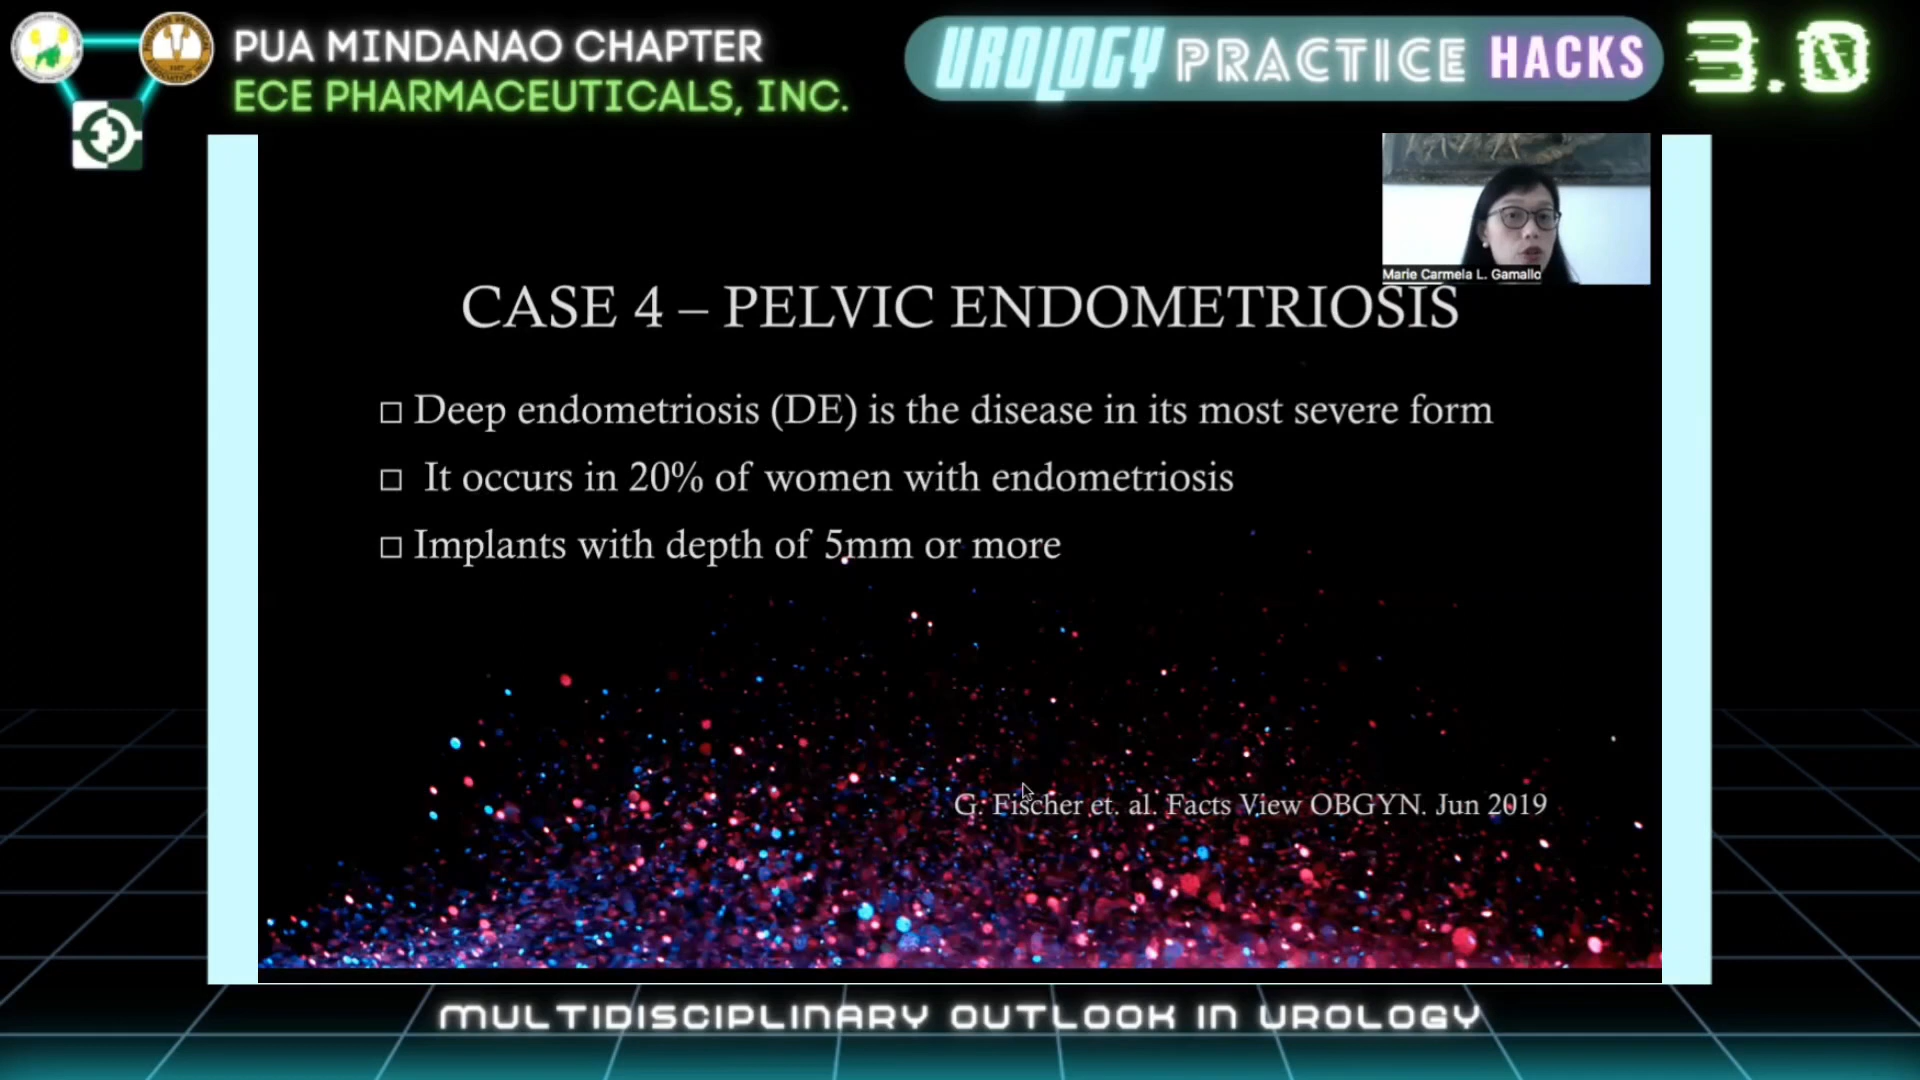 PUA MINDANAO CHAPTER
ECE PHARMACEUTICALS, INC.
UROLOGY PRACTICE HACKS 3.0
Marie Carmela L. Gamallo
CASE 4 – PELVIC ENDOMETRIOSIS
□ Deep endometriosis (DE) is the disease in its most severe form
□ It occurs in 20% of women with endometriosis
□ Implants with depth of 5mm or more
G. Fischer et. al. Facts View OBGYN. Jun 2019
MULTIDISCIPLINARY OUTLOOK IN UROLOGY